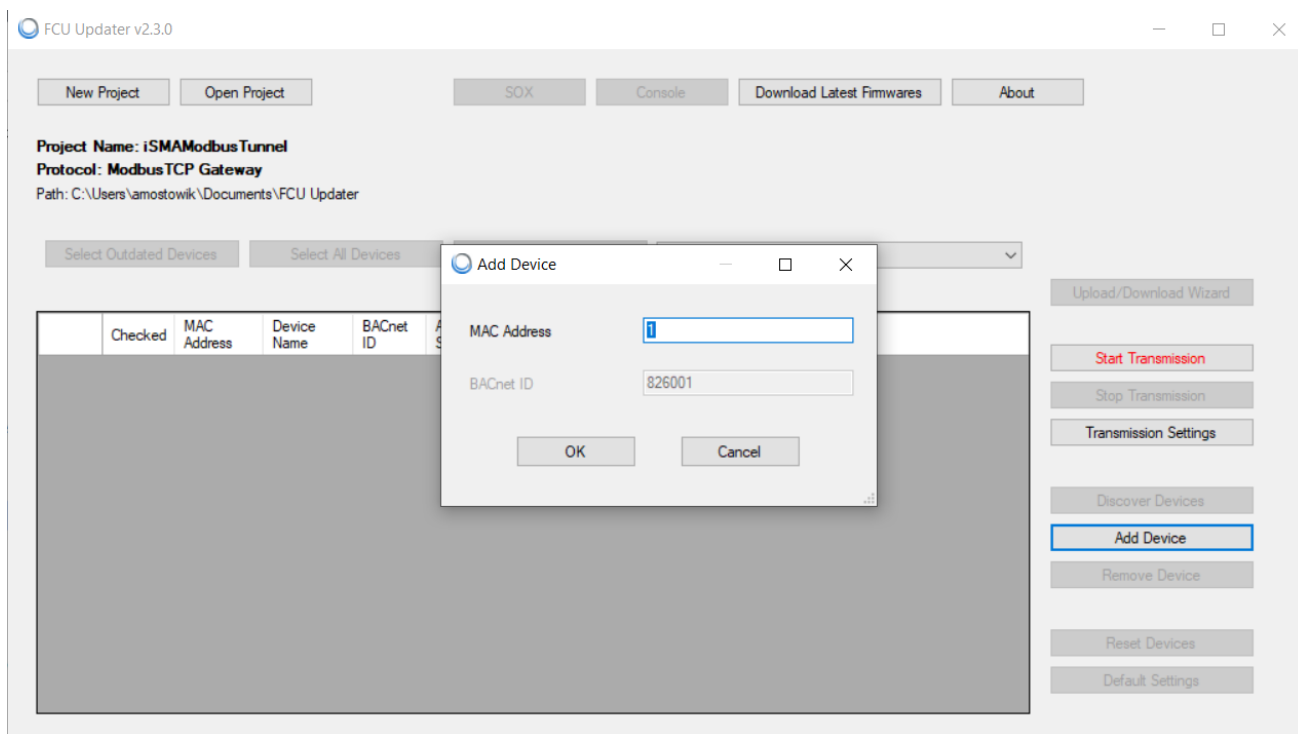 FCU Updater v2.3.0
New Project Open Project SOX Console Download Latest Firmwares About
Project Name: iSMAModbusTunnel
Protocol: ModbusTCP Gateway
Path: C:\Users\amostowik\Documents\FCU Updater
Select Outdated Devices Select All Devices
Add Device
Upload/Download Wizard
Checked MAC Address Device Name BACnet ID
MAC Address 1
BACnet ID 826001
OK Cancel
Start Transmission
Stop Transmission
Transmission Settings
Discover Devices
Add Device
Remove Device
Reset Devices
Default Settings